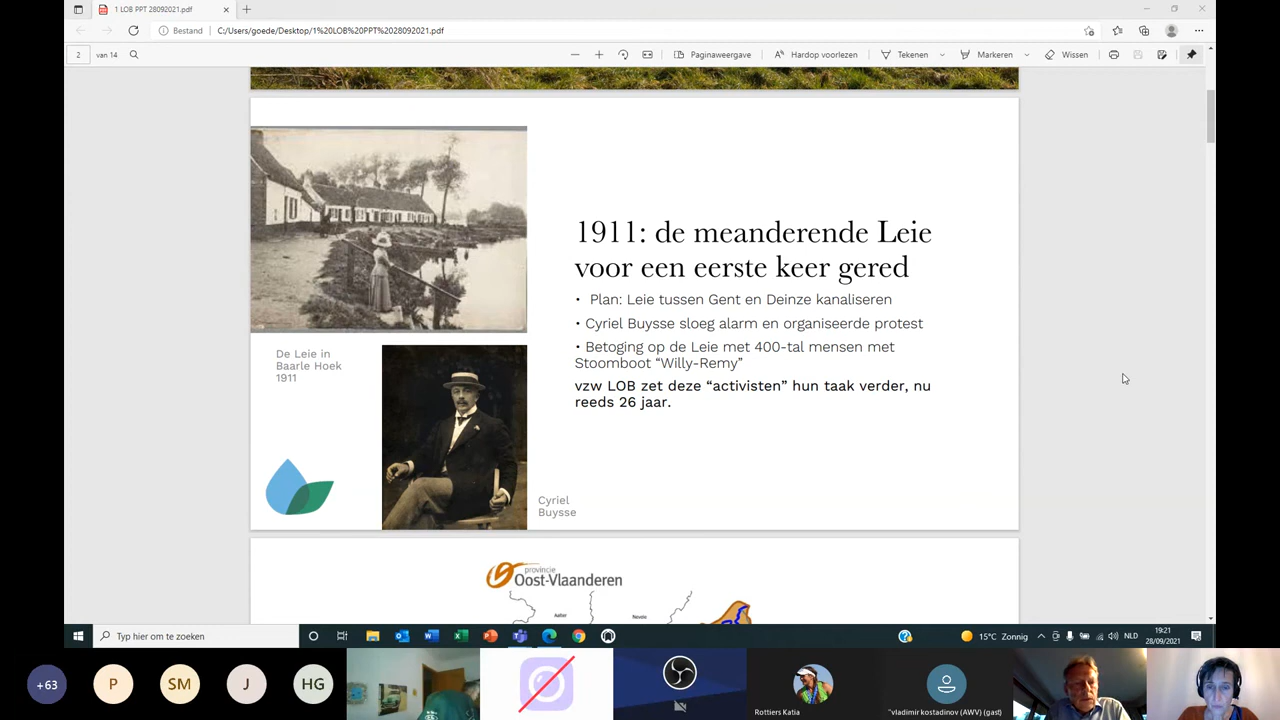 1 LOB PPT 28092021.pdf
Bestand
C:/Users/goede/Desktop/1%20LOB%20PPT%2028092021.pdf
2
van 14
Paginaweergave
Hardop voorlezen
Tekenen
Markeren
Wissen
1911: de meanderende Leie
voor een eerste keer gered
• Plan: Leie tussen Gent en Deinze kanaliseren
• Cyriel Buysse sloeg alarm en organiseerde protest
• Betoging op de Leie met 400-tal mensen met
Stoomboot “Willy-Remy”
vzw LOB zet deze “activisten” hun taak verder, nu
reeds 26 jaar.
De Leie in
Baarle Hoek
1911
Cyriel
Buysse
provincie
Oost-Vlaanderen
Aalter
Nevele
Typ hier om te zoeken
15°C Zonnig
NLD
19:21
28/09/2021
+63
P
SM
J
HG
Rottiers Katia
"vladimir kostadinov (AWV) (gast)